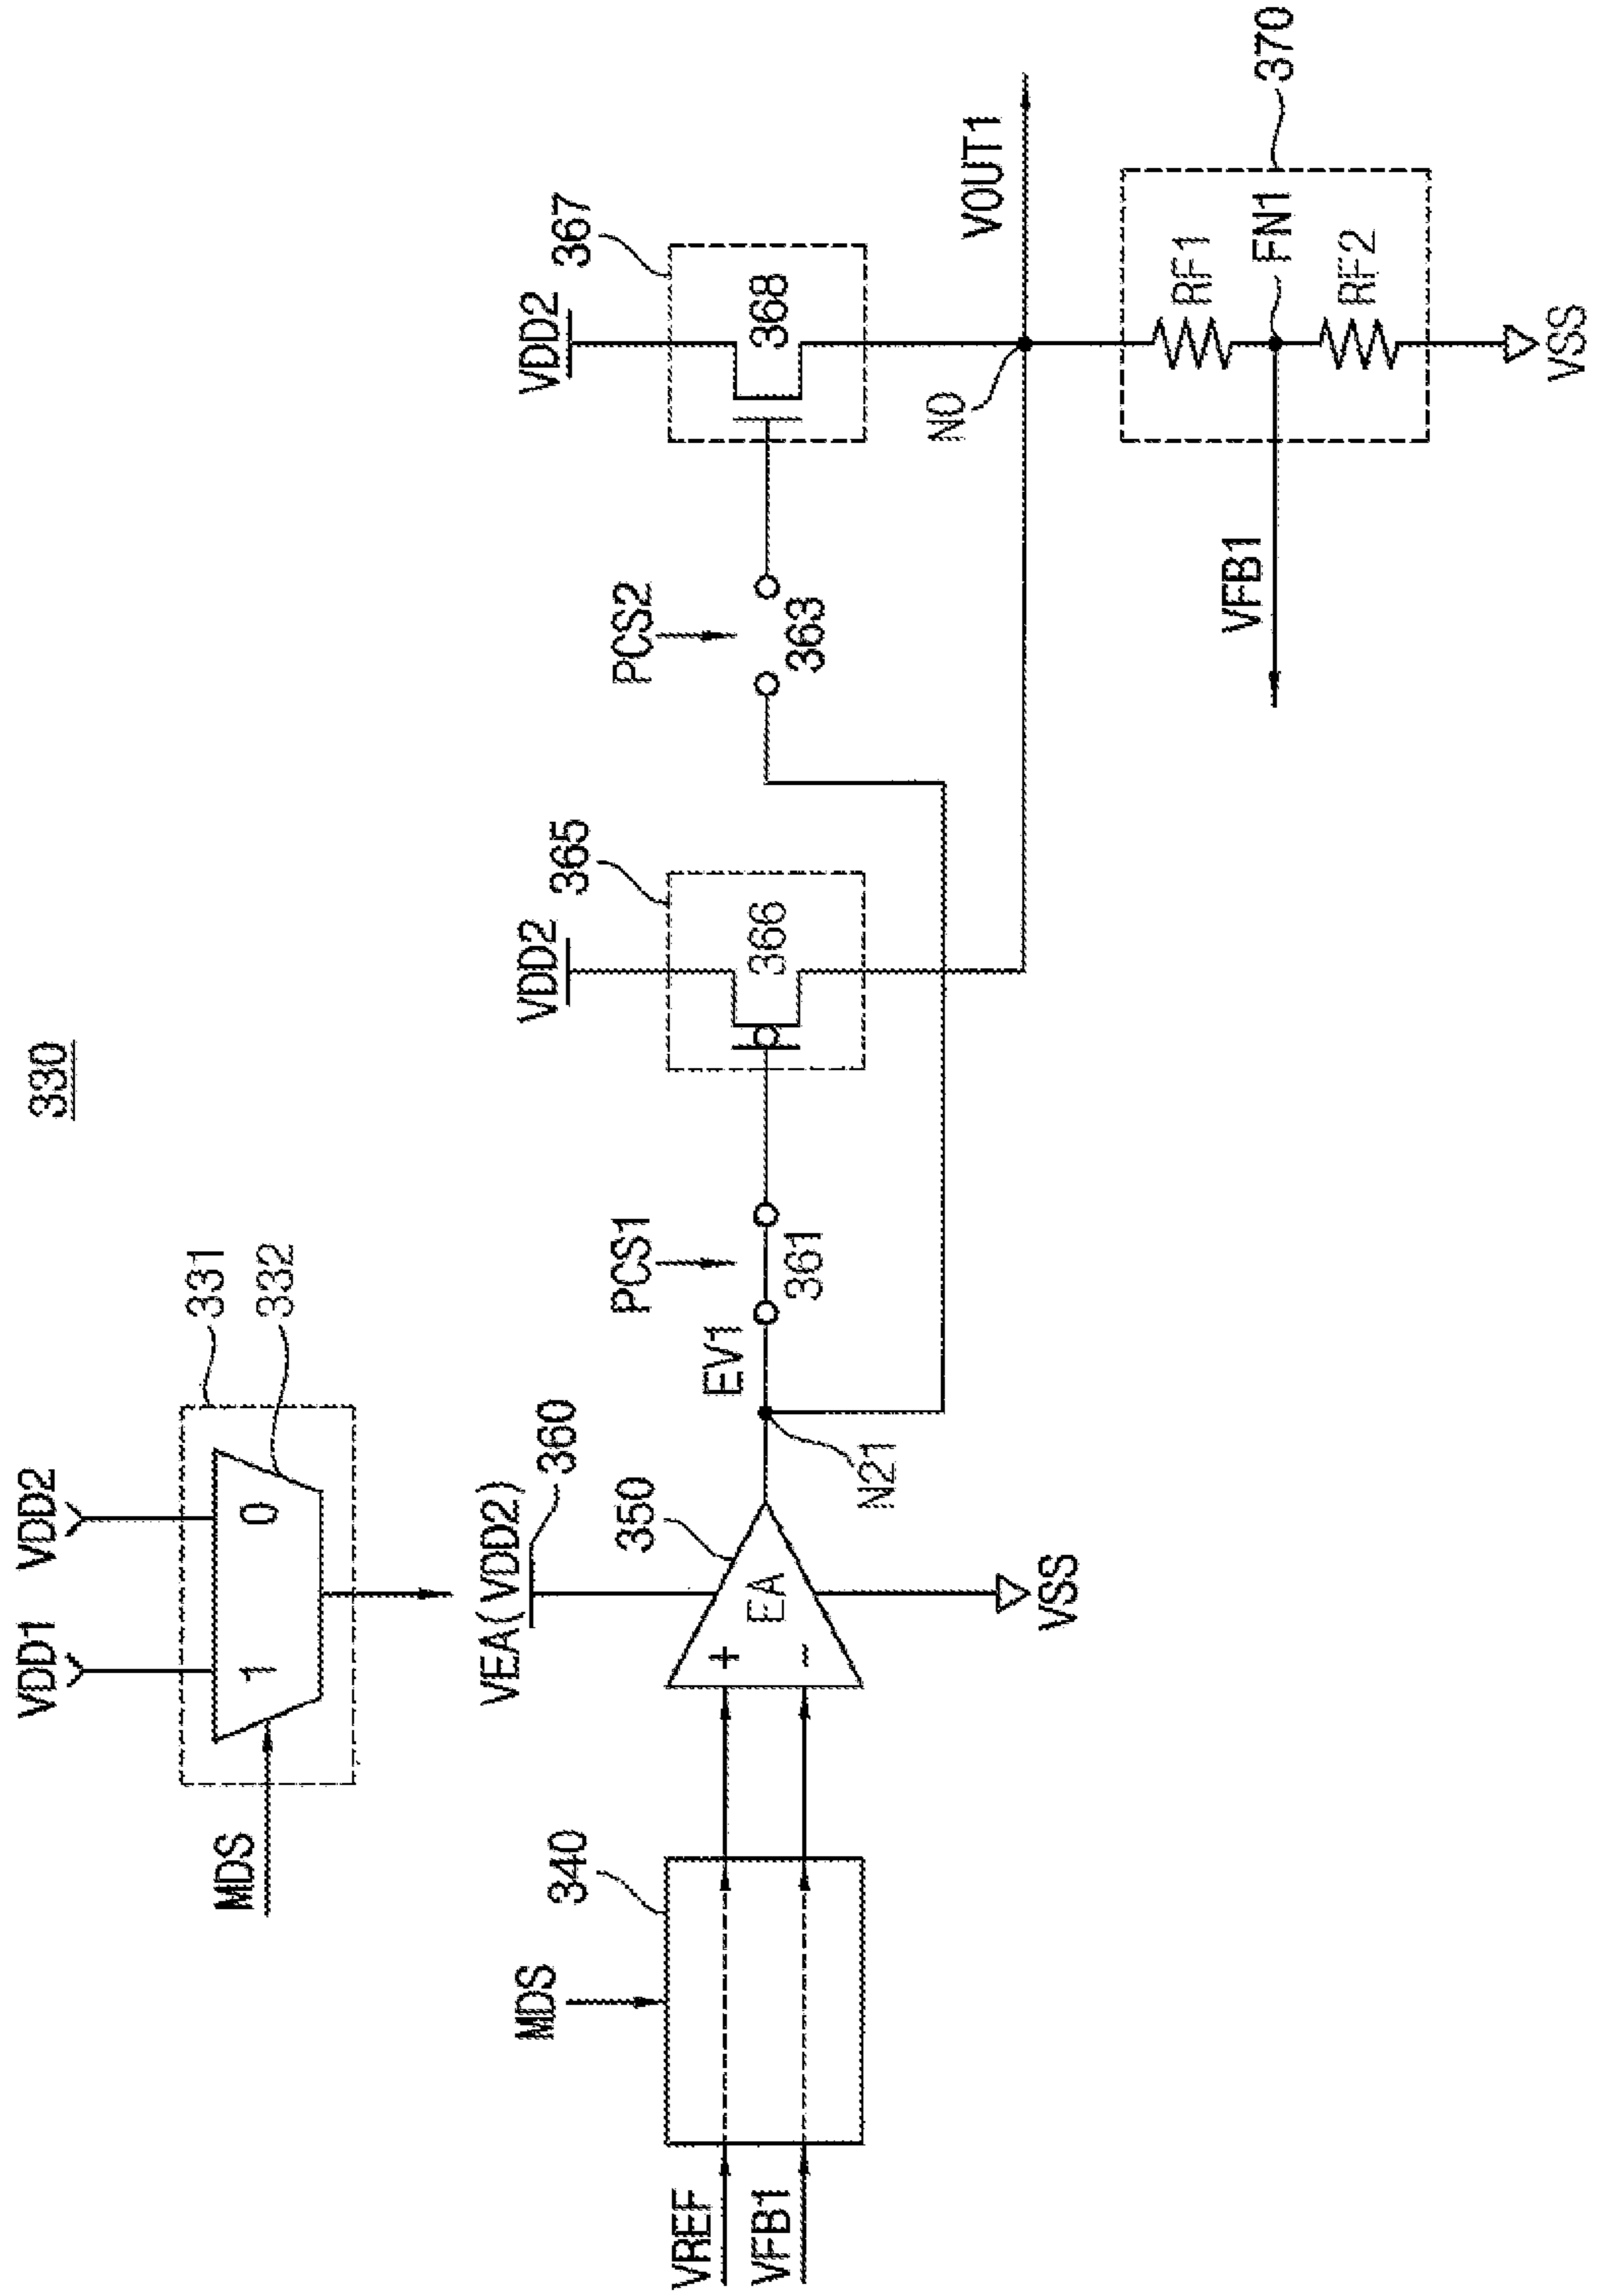 330
VDD1
VDD2
331
332
1
0
MDS
VEA(VDD2)
360
MDS
340
VREF
VFB1
350
+
EA
−
VSS
N21
EV1
PCS1
361
VDD2
365
366
PCS2
363
VDD2
367
368
NO
VOUT1
370
RF1
FN1
RF2
VFB1
VSS